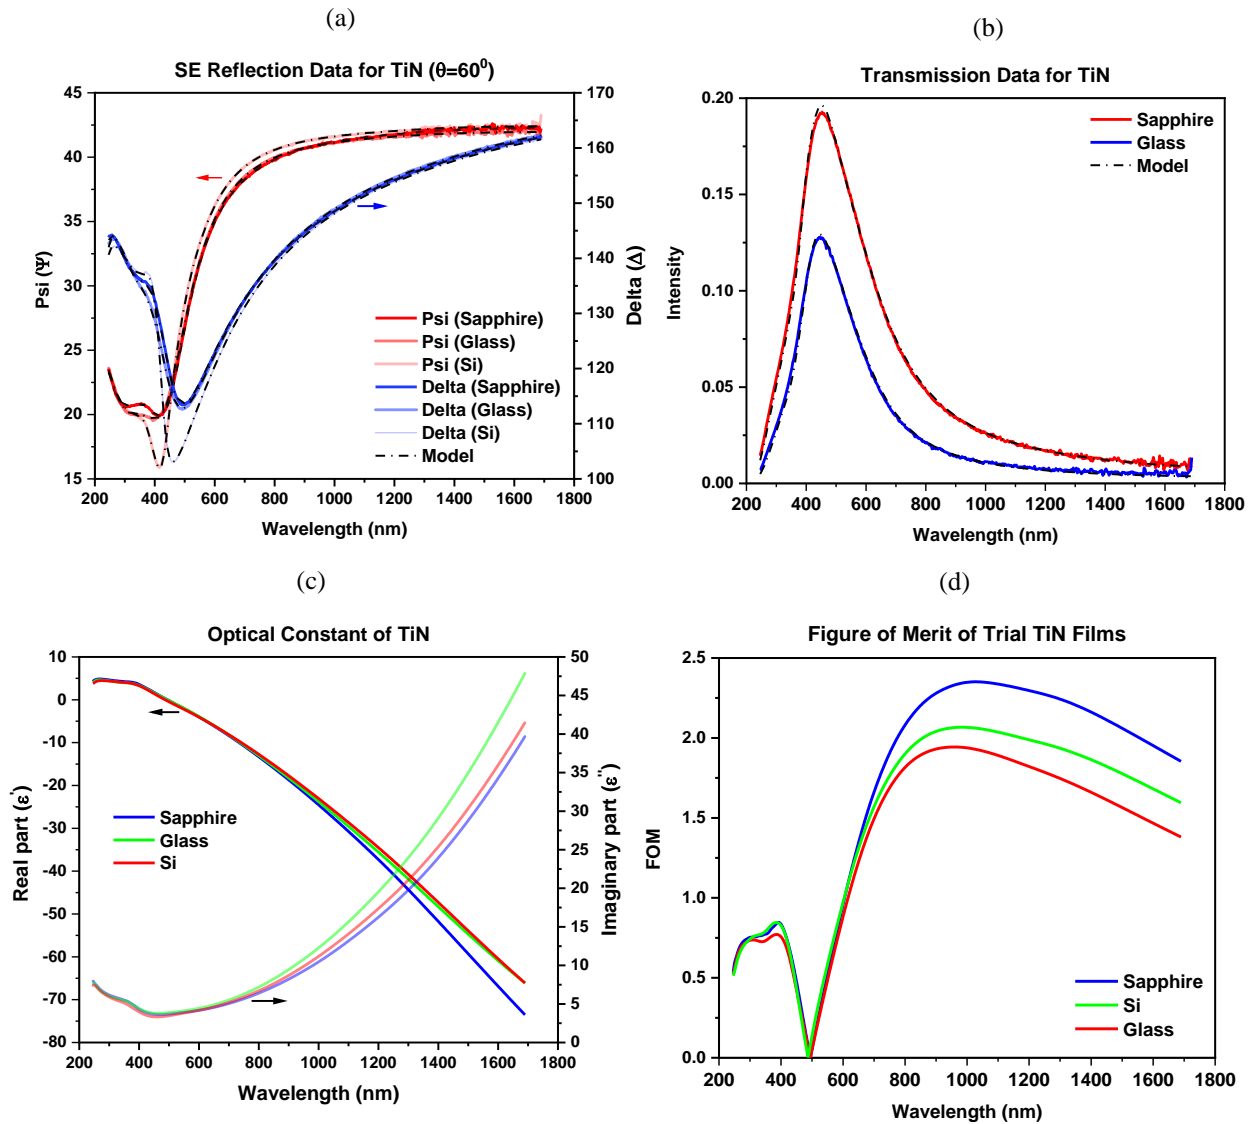 (a)
SE Reflection Data for TiN (θ=60⁰)
45
40
35
30
25
20
15
Psi (Ψ)
170
160
150
140
130
120
110
100
Delta (Δ)
Psi (Sapphire)
Psi (Glass)
Psi (Si)
Delta (Sapphire)
Delta (Glass)
Delta (Si)
Model
200 400 600 800 1000 1200 1400 1600 1800
Wavelength (nm)
(b)
Transmission Data for TiN
0.20
0.15
0.10
0.05
0.00
Intensity
Sapphire
Glass
Model
200 400 600 800 1000 1200 1400 1600 1800
Wavelength (nm)
(c)
Optical Constant of TiN
10
0
-10
-20
-30
-40
-50
-60
-70
-80
Real part (ε')
50
45
40
35
30
25
20
15
10
5
0
Imaginary part (ε'')
Sapphire
Glass
Si
200 400 600 800 1000 1200 1400 1600 1800
Wavelength (nm)
(d)
Figure of Merit of Trial TiN Films
2.5
2.0
1.5
1.0
0.5
0.0
FOM
Sapphire
Si
Glass
200 400 600 800 1000 1200 1400 1600 1800
Wavelength (nm)